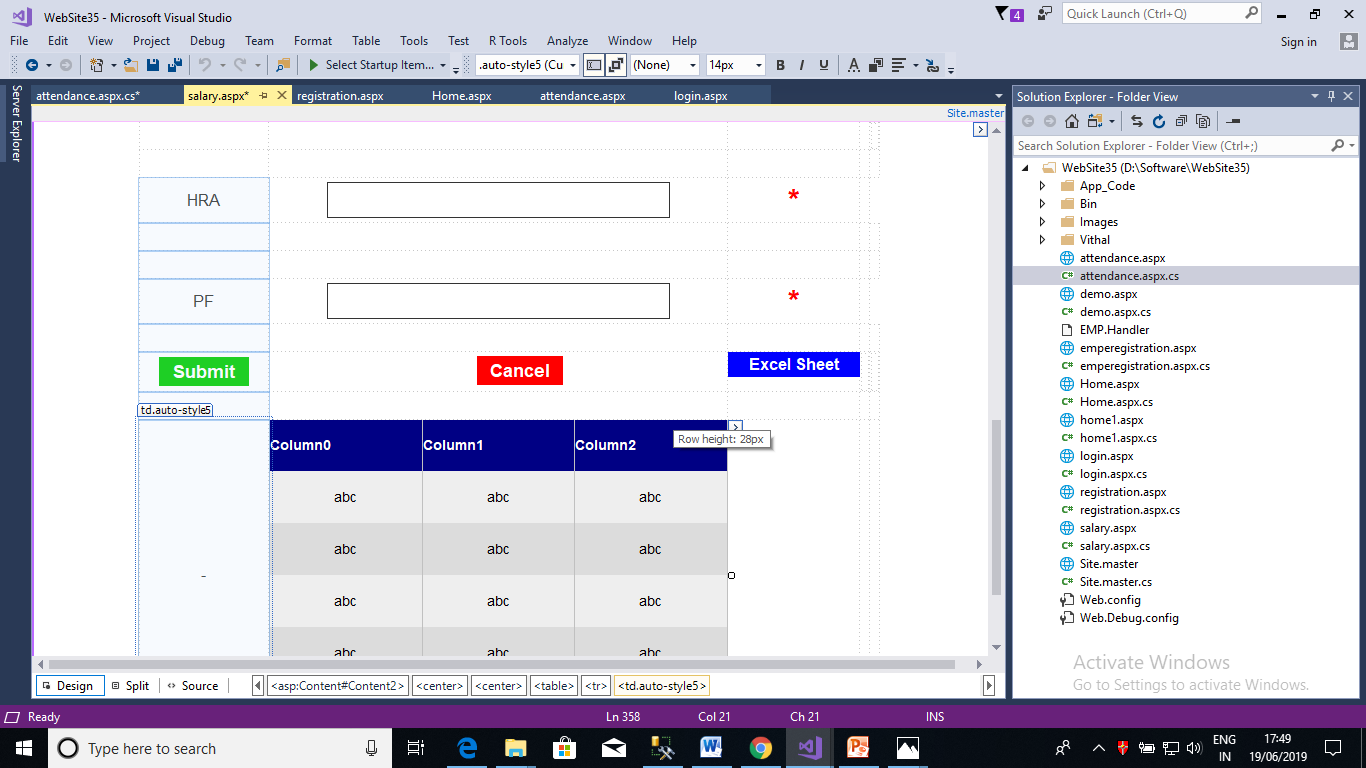 WebSite35 - Microsoft Visual Studio
4
Quick Launch (Ctrl+Q)
File Edit View Project Debug Team Format Table Tools Test R Tools Analyze Window Help
Sign in
Select Startup Item...
.auto-style5 (Cu
(None)
14px
B I U A
Server Explorer
attendance.aspx.cs* salary.aspx* registration.aspx Home.aspx attendance.aspx login.aspx
Site.master
HRA
*
PF
*
Submit
Cancel
Excel Sheet
td.auto-style5
Column0 Column1 Column2
Row height: 28px
abc abc abc
abc abc abc
-
abc abc abc
abc abc abc
Design Split Source
<asp:Content#Content2> <center> <center> <table> <tr> <td.auto-style5>
Solution Explorer - Folder View
Search Solution Explorer - Folder View (Ctrl+;)
WebSite35 (D:\Software\WebSite35)
App_Code
Bin
Images
Vithal
attendance.aspx
C# attendance.aspx.cs
demo.aspx
C# demo.aspx.cs
EMP.Handler
emperegistration.aspx
C# emperegistration.aspx.cs
Home.aspx
C# Home.aspx.cs
home1.aspx
C# home1.aspx.cs
login.aspx
C# login.aspx.cs
registration.aspx
C# registration.aspx.cs
salary.aspx
C# salary.aspx.cs
Site.master
C# Site.master.cs
Web.config
Web.Debug.config
Activate Windows
Go to Settings to activate Windows.
Ready
Ln 358 Col 21 Ch 21 INS
Type here to search
ENG
IN
17:49
19/06/2019